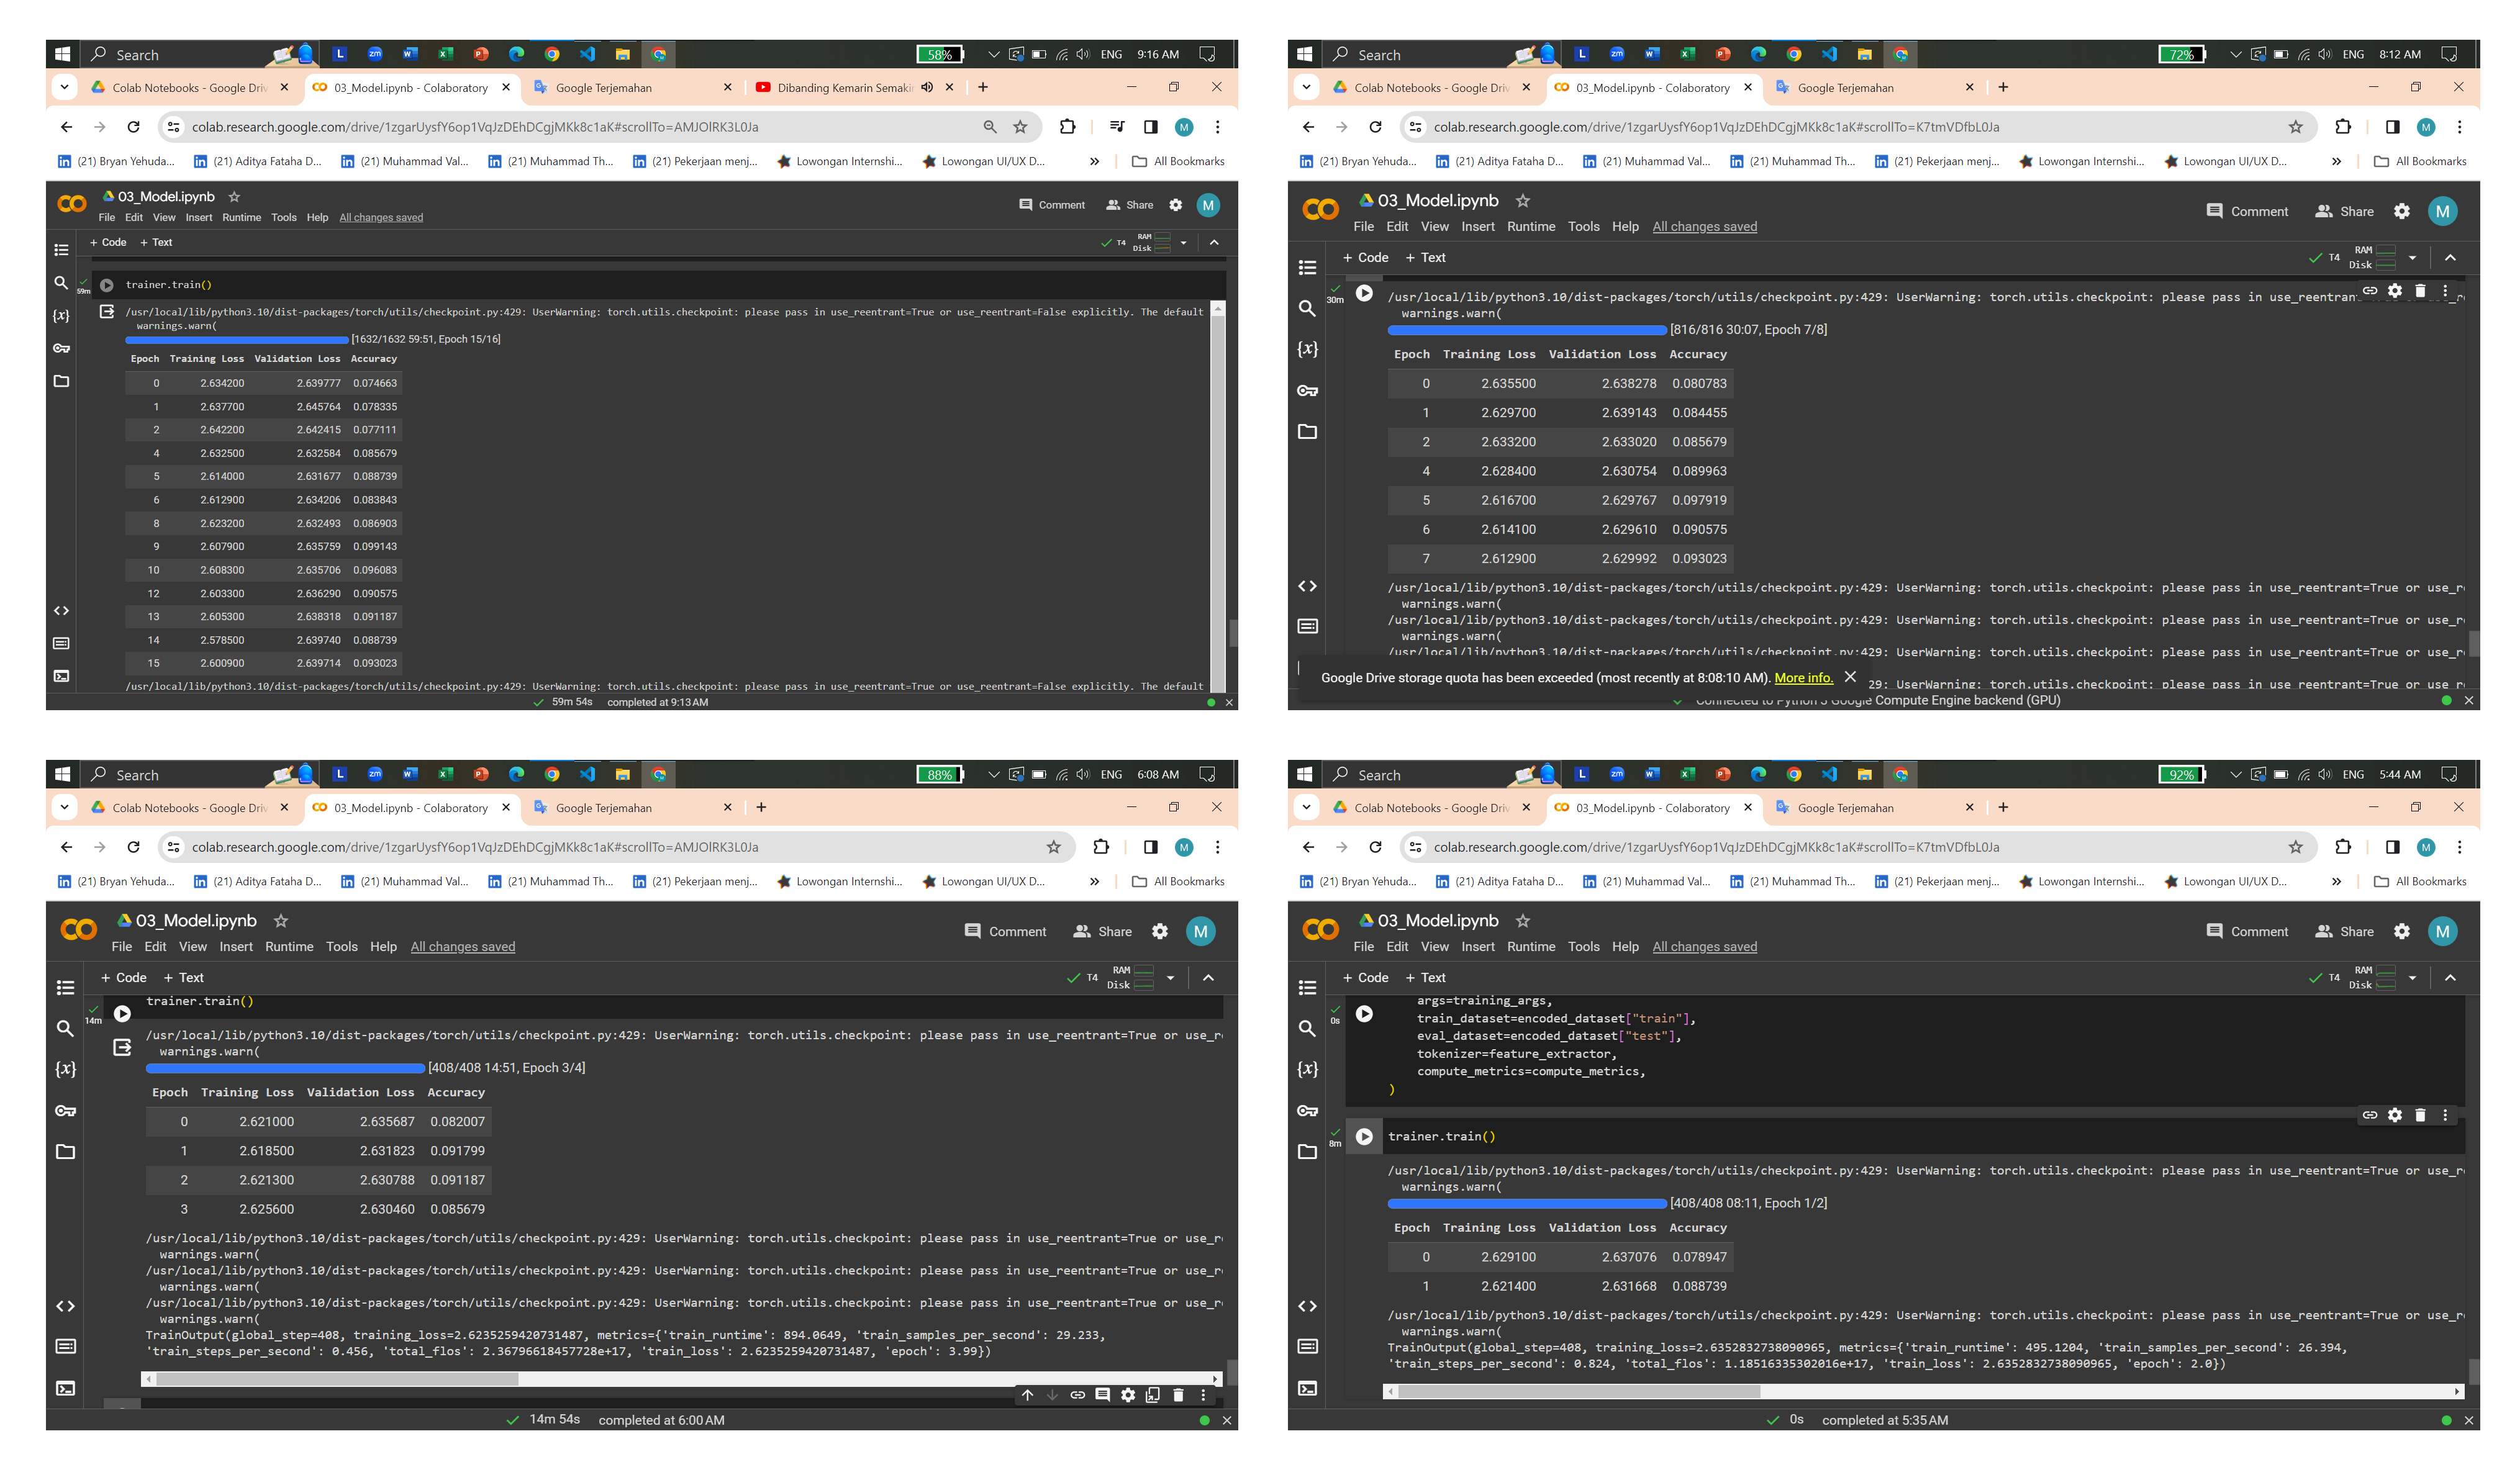 Search
58%
ENG 9:16 AM
Colab Notebooks - Google Driv
03_Model.ipynb - Colaboratory
Google Terjemahan
Dibanding Kemarin Semaki
colab.research.google.com/drive/1zgarUysfY6op1VqJzDEhDCgjMKk8c1aK#scrollTo=AMJOlRK3L0Ja
(21) Bryan Yehuda... (21) Aditya Fataha D... (21) Muhammad Val... (21) Muhammad Th... (21) Pekerjaan menj... Lowongan Internshi... Lowongan UI/UX D... » All Bookmarks
03_Model.ipynb
Comment Share M
File Edit View Insert Runtime Tools Help All changes saved
+ Code + Text
T4 RAM Disk
59m
trainer.train()
/usr/local/lib/python3.10/dist-packages/torch/utils/checkpoint.py:429: UserWarning: torch.utils.checkpoint: please pass in use_reentrant=True or use_reentrant=False explicitly. The default
warnings.warn(
[1632/1632 59:51, Epoch 15/16]
Epoch Training Loss Validation Loss Accuracy
0 2.634200 2.639777 0.074663
1 2.637700 2.645764 0.078335
2 2.642200 2.642415 0.077111
4 2.632500 2.632584 0.085679
5 2.614000 2.631677 0.088739
6 2.612900 2.634206 0.083843
8 2.623200 2.632493 0.086903
9 2.607900 2.635759 0.099143
10 2.608300 2.635706 0.096083
12 2.603300 2.636290 0.090575
13 2.605300 2.638318 0.091187
14 2.578500 2.639740 0.088739
15 2.600900 2.639714 0.093023
/usr/local/lib/python3.10/dist-packages/torch/utils/checkpoint.py:429: UserWarning: torch.utils.checkpoint: please pass in use_reentrant=True or use_reentrant=False explicitly. The default
59m 54s completed at 9:13 AM
Search
72%
ENG 8:12 AM
Colab Notebooks - Google Driv
03_Model.ipynb - Colaboratory
Google Terjemahan
colab.research.google.com/drive/1zgarUysfY6op1VqJzDEhDCgjMKk8c1aK#scrollTo=K7tmVDfbL0Ja
(21) Bryan Yehuda... (21) Aditya Fataha D... (21) Muhammad Val... (21) Muhammad Th... (21) Pekerjaan menj... Lowongan Internshi... Lowongan UI/UX D... » All Bookmarks
03_Model.ipynb
Comment Share M
File Edit View Insert Runtime Tools Help All changes saved
+ Code + Text
T4 RAM Disk
30m
/usr/local/lib/python3.10/dist-packages/torch/utils/checkpoint.py:429: UserWarning: torch.utils.checkpoint: please pass in use_reentran
warnings.warn(
[816/816 30:07, Epoch 7/8]
Epoch Training Loss Validation Loss Accuracy
0 2.635500 2.638278 0.080783
1 2.629700 2.639143 0.084455
2 2.633200 2.633020 0.085679
4 2.628400 2.630754 0.089963
5 2.616700 2.629767 0.097919
6 2.614100 2.629610 0.090575
7 2.612900 2.629992 0.093023
/usr/local/lib/python3.10/dist-packages/torch/utils/checkpoint.py:429: UserWarning: torch.utils.checkpoint: please pass in use_reentrant=True or use_r
warnings.warn(
/usr/local/lib/python3.10/dist-packages/torch/utils/checkpoint.py:429: UserWarning: torch.utils.checkpoint: please pass in use_reentrant=True or use_r
warnings.warn(
/usr/local/lib/python3.10/dist-packages/torch/utils/checkpoint.py:429: UserWarning: torch.utils.checkpoint: please pass in use_reentrant=True or use_r
Google Drive storage quota has been exceeded (most recently at 8:08:10 AM). More info.
29: UserWarning: torch.utils.checkpoint: please pass in use_reentrant=True or use_r
Connected to Python 3 Google Compute Engine backend (GPU)
Search
88%
ENG 6:08 AM
Colab Notebooks - Google Driv
03_Model.ipynb - Colaboratory
Google Terjemahan
colab.research.google.com/drive/1zgarUysfY6op1VqJzDEhDCgjMKk8c1aK#scrollTo=AMJOlRK3L0Ja
(21) Bryan Yehuda... (21) Aditya Fataha D... (21) Muhammad Val... (21) Muhammad Th... (21) Pekerjaan menj... Lowongan Internshi... Lowongan UI/UX D... » All Bookmarks
03_Model.ipynb
Comment Share M
File Edit View Insert Runtime Tools Help All changes saved
+ Code + Text
T4 RAM Disk
14m
trainer.train()
/usr/local/lib/python3.10/dist-packages/torch/utils/checkpoint.py:429: UserWarning: torch.utils.checkpoint: please pass in use_reentrant=True or use_r
warnings.warn(
[408/408 14:51, Epoch 3/4]
Epoch Training Loss Validation Loss Accuracy
0 2.621000 2.635687 0.082007
1 2.618500 2.631823 0.091799
2 2.621300 2.630788 0.091187
3 2.625600 2.630460 0.085679
/usr/local/lib/python3.10/dist-packages/torch/utils/checkpoint.py:429: UserWarning: torch.utils.checkpoint: please pass in use_reentrant=True or use_r
warnings.warn(
/usr/local/lib/python3.10/dist-packages/torch/utils/checkpoint.py:429: UserWarning: torch.utils.checkpoint: please pass in use_reentrant=True or use_r
warnings.warn(
/usr/local/lib/python3.10/dist-packages/torch/utils/checkpoint.py:429: UserWarning: torch.utils.checkpoint: please pass in use_reentrant=True or use_r
warnings.warn(
TrainOutput(global_step=408, training_loss=2.6235259420731487, metrics={'train_runtime': 894.0649, 'train_samples_per_second': 29.233,
'train_steps_per_second': 0.456, 'total_flos': 2.36796618457728e+17, 'train_loss': 2.6235259420731487, 'epoch': 3.99})
14m 54s completed at 6:00 AM
Search
92%
ENG 5:44 AM
Colab Notebooks - Google Driv
03_Model.ipynb - Colaboratory
Google Terjemahan
colab.research.google.com/drive/1zgarUysfY6op1VqJzDEhDCgjMKk8c1aK#scrollTo=K7tmVDfbL0Ja
(21) Bryan Yehuda... (21) Aditya Fataha D... (21) Muhammad Val... (21) Muhammad Th... (21) Pekerjaan menj... Lowongan Internshi... Lowongan UI/UX D... » All Bookmarks
03_Model.ipynb
Comment Share M
File Edit View Insert Runtime Tools Help All changes saved
+ Code + Text
T4 RAM Disk
0s
args=training_args,
train_dataset=encoded_dataset["train"],
eval_dataset=encoded_dataset["test"],
tokenizer=feature_extractor,
compute_metrics=compute_metrics,
)
8m
trainer.train()
/usr/local/lib/python3.10/dist-packages/torch/utils/checkpoint.py:429: UserWarning: torch.utils.checkpoint: please pass in use_reentrant=True or use_r
warnings.warn(
[408/408 08:11, Epoch 1/2]
Epoch Training Loss Validation Loss Accuracy
0 2.629100 2.637076 0.078947
1 2.621400 2.631668 0.088739
/usr/local/lib/python3.10/dist-packages/torch/utils/checkpoint.py:429: UserWarning: torch.utils.checkpoint: please pass in use_reentrant=True or use_r
warnings.warn(
TrainOutput(global_step=408, training_loss=2.6352832738090965, metrics={'train_runtime': 495.1204, 'train_samples_per_second': 26.394,
'train_steps_per_second': 0.824, 'total_flos': 1.18516335302016e+17, 'train_loss': 2.6352832738090965, 'epoch': 2.0})
0s completed at 5:35 AM